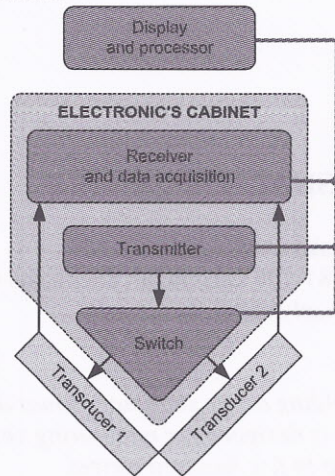 Display
and processor
ELECTRONIC'S CABINET
Receiver
and data acquisition
Transmitter
Switch
Transducer 1
Transducer 2